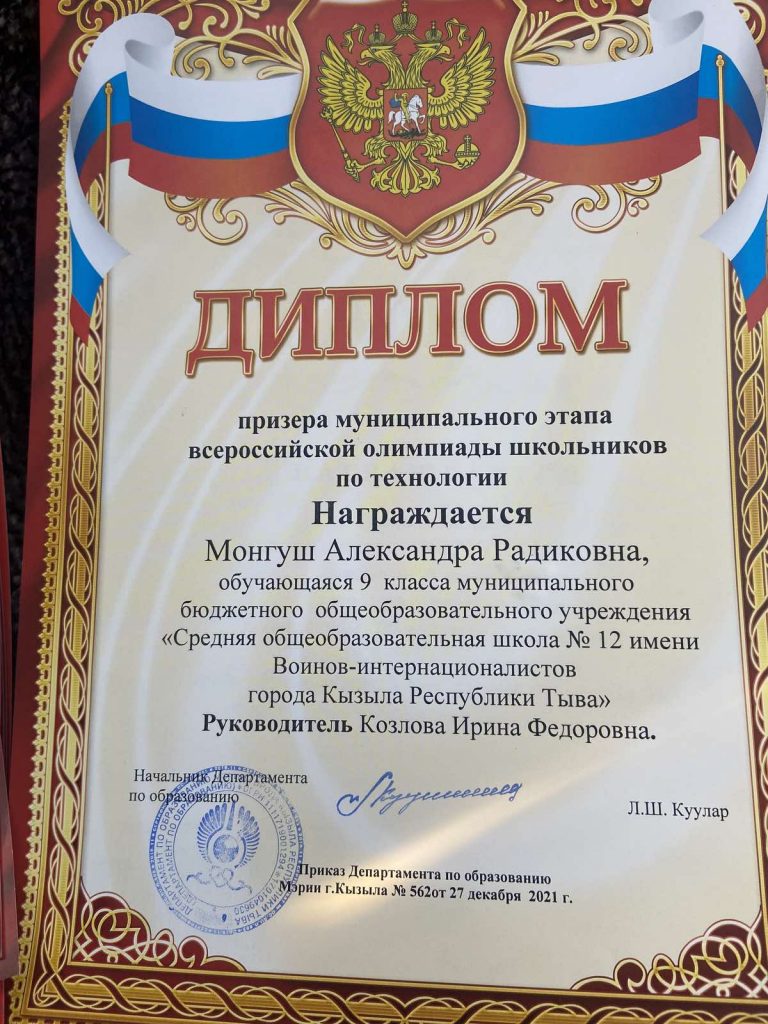 ДИПЛОМ
призера муниципального этапа
всероссийской олимпиады школьников
по технологии
Награждается
Монгуш Александра Радиковна,
обучающаяся 9 класса муниципального
бюджетного общеобразовательного учреждения
«Средняя общеобразовательная школа № 12 имени
Воинов-интернационалистов
города Кызыла Республики Тыва»
Руководитель Козлова Ирина Федоровна.
Начальник Департамента
по образованию
Л.Ш. Куулар
Приказ Департамента по образованию
Мэрии г.Кызыла № 562от 27 декабря 2021 г.